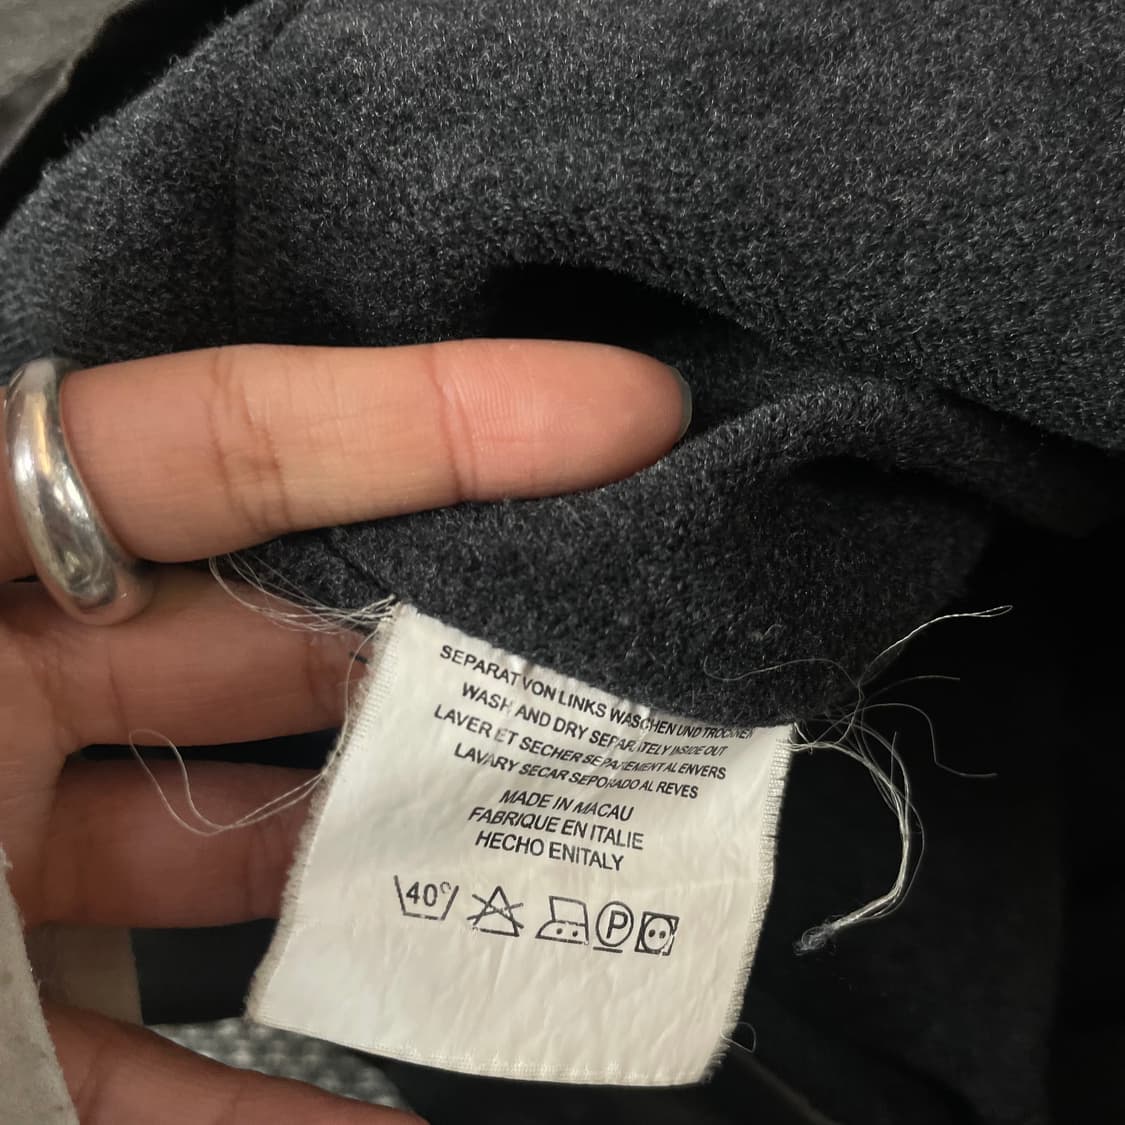 SEPARAT VON LINKS WASCHEN UND TROCKNEN
WASH AND DRY SEPARATELY INSIDE OUT
LAVER ET SECHER SEPAREMENT AL ENVERS
LAVARY SECAR SEPORADO AL REVES
MADE IN MACAU
FABRIQUE EN ITALIE
HECHO ENITALY
40° P